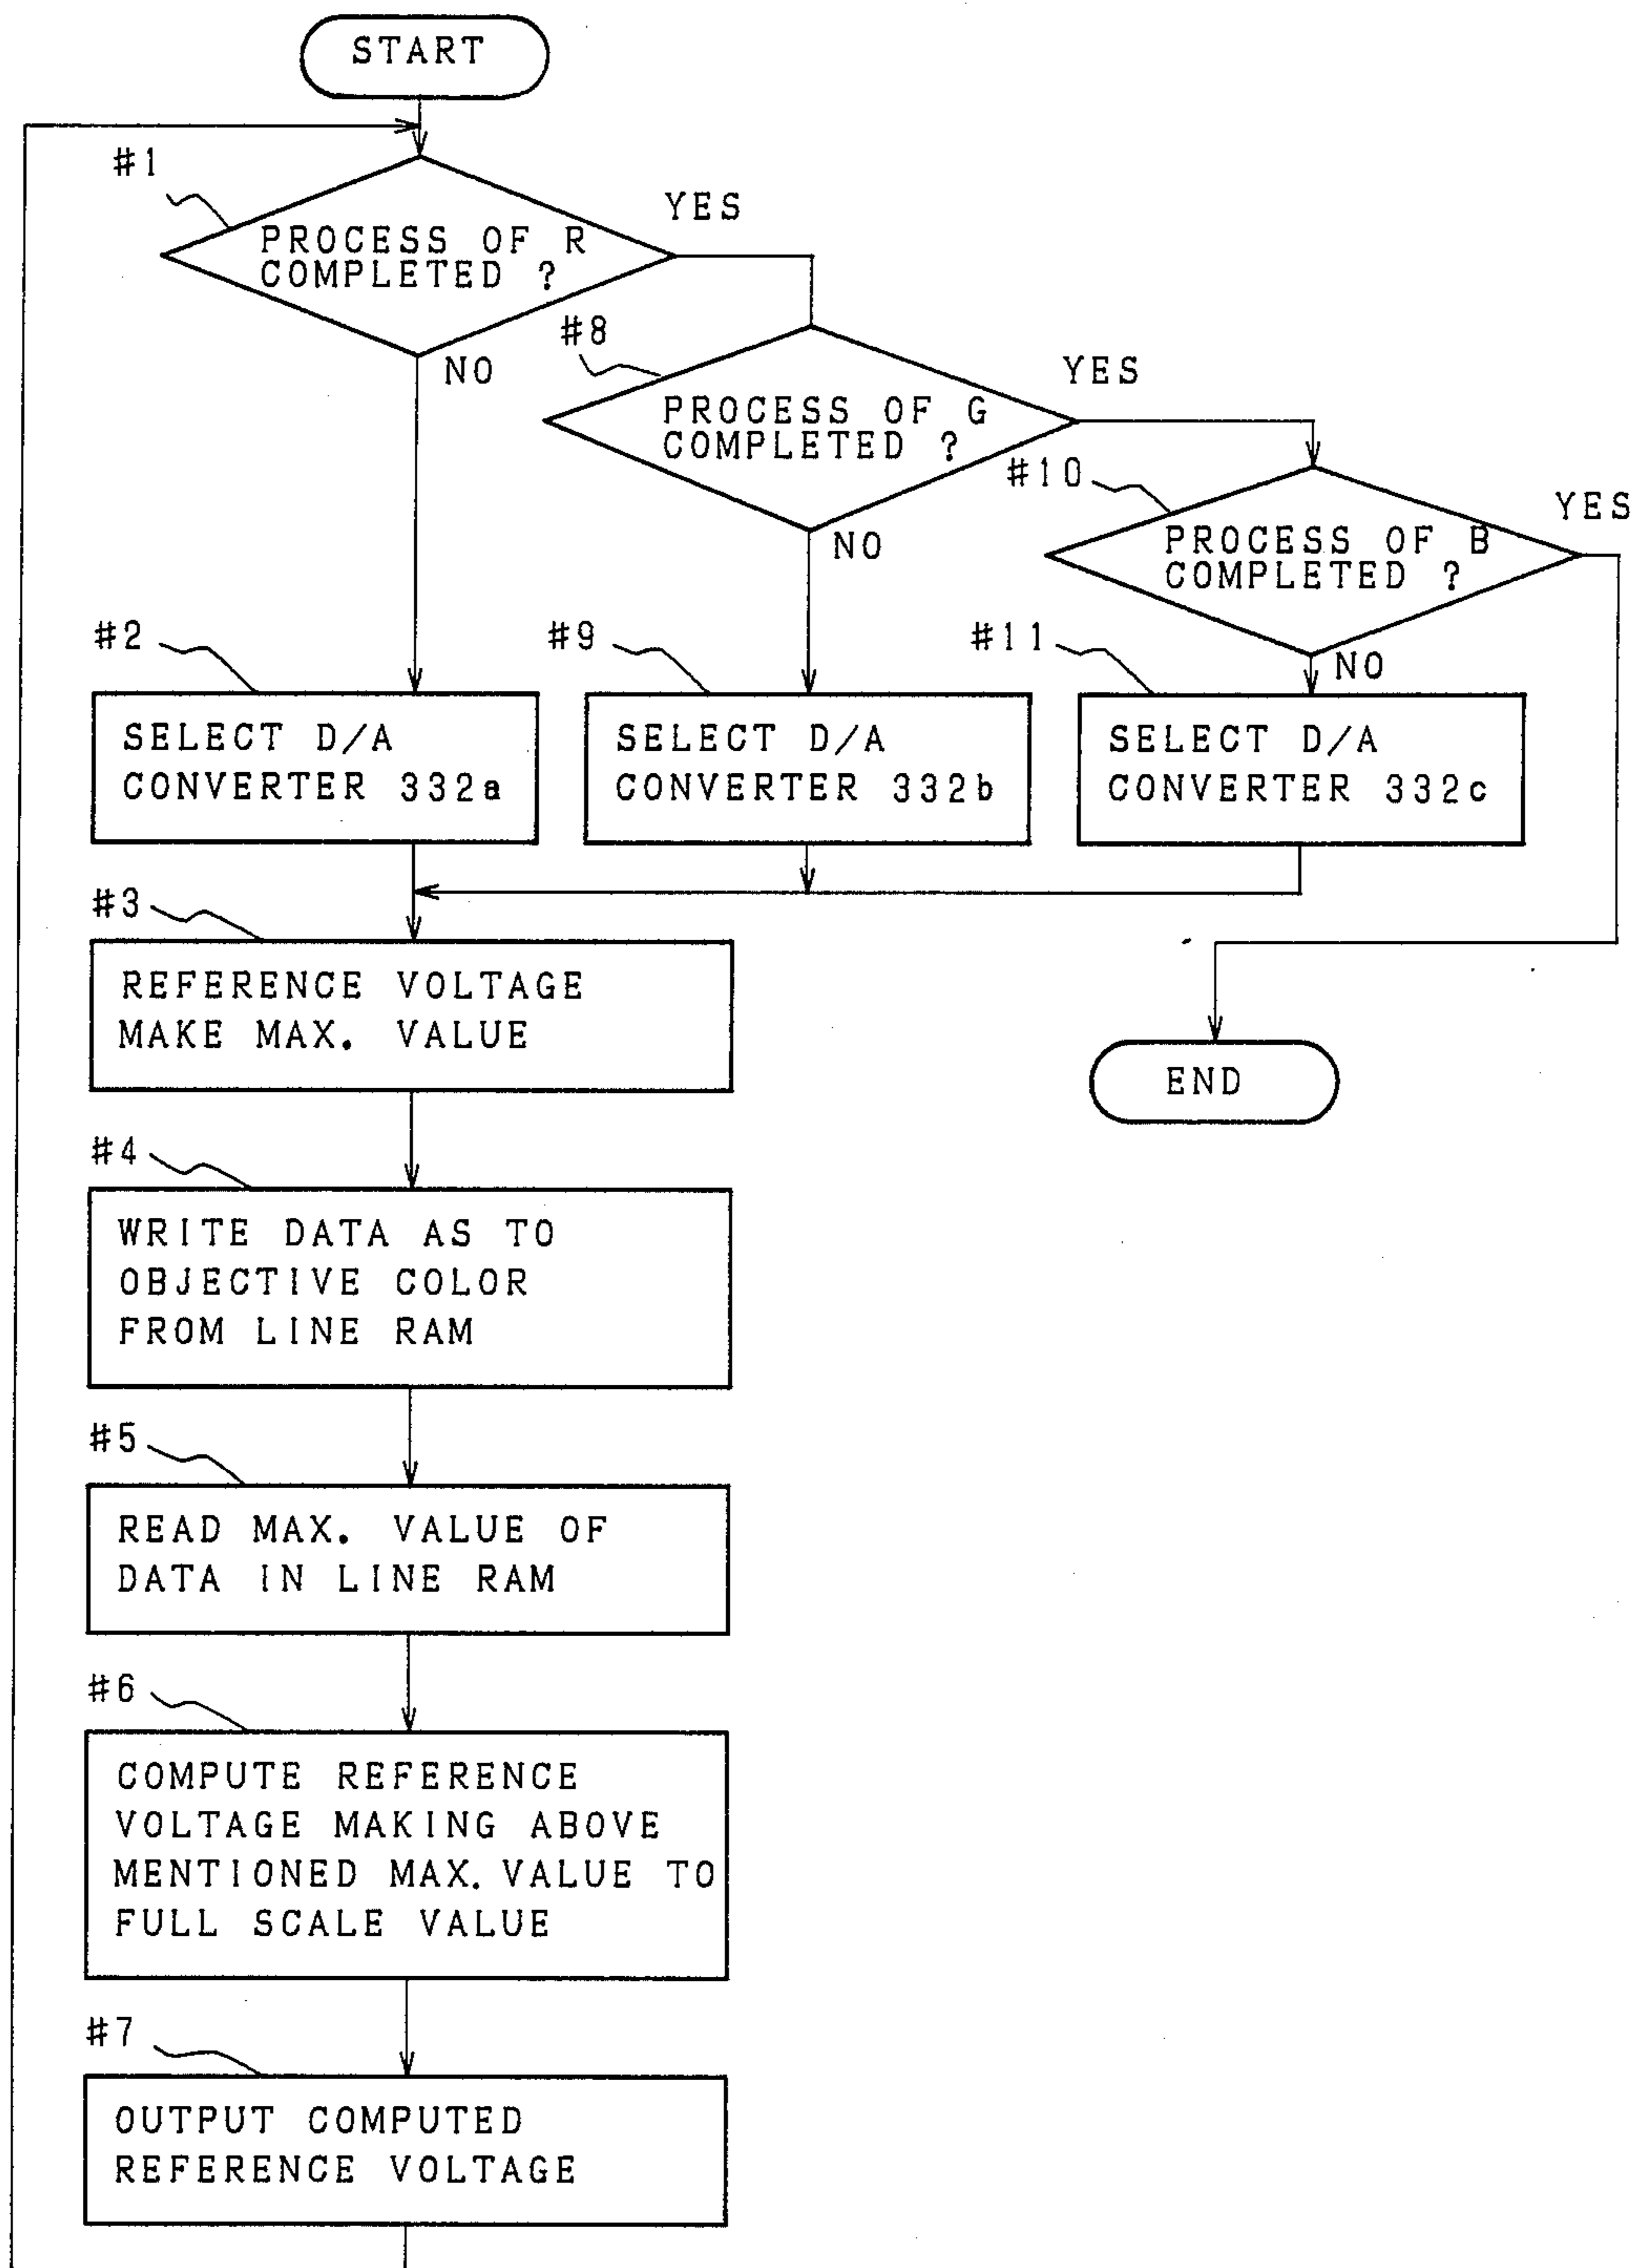 START
#1
PROCESS OF R
COMPLETED ?
YES
NO
#8
PROCESS OF G
COMPLETED ?
YES
NO
#10
PROCESS OF B
COMPLETED ?
YES
NO
#2
SELECT D/A
CONVERTER 332a
#9
SELECT D/A
CONVERTER 332b
#11
SELECT D/A
CONVERTER 332c
#3
REFERENCE VOLTAGE
MAKE MAX. VALUE
END
#4
WRITE DATA AS TO
OBJECTIVE COLOR
FROM LINE RAM
#5
READ MAX. VALUE OF
DATA IN LINE RAM
#6
COMPUTE REFERENCE
VOLTAGE MAKING ABOVE
MENTIONED MAX. VALUE TO
FULL SCALE VALUE
#7
OUTPUT COMPUTED
REFERENCE VOLTAGE